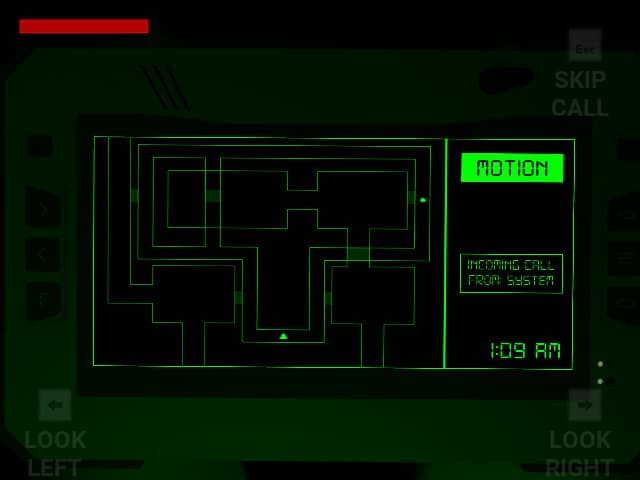 Esc
SKIP
CALL
MOTION
INCOMING CALL
FROM: SYSTEM
1:09 AM
F
LOOK
LEFT
LOOK
RIGHT